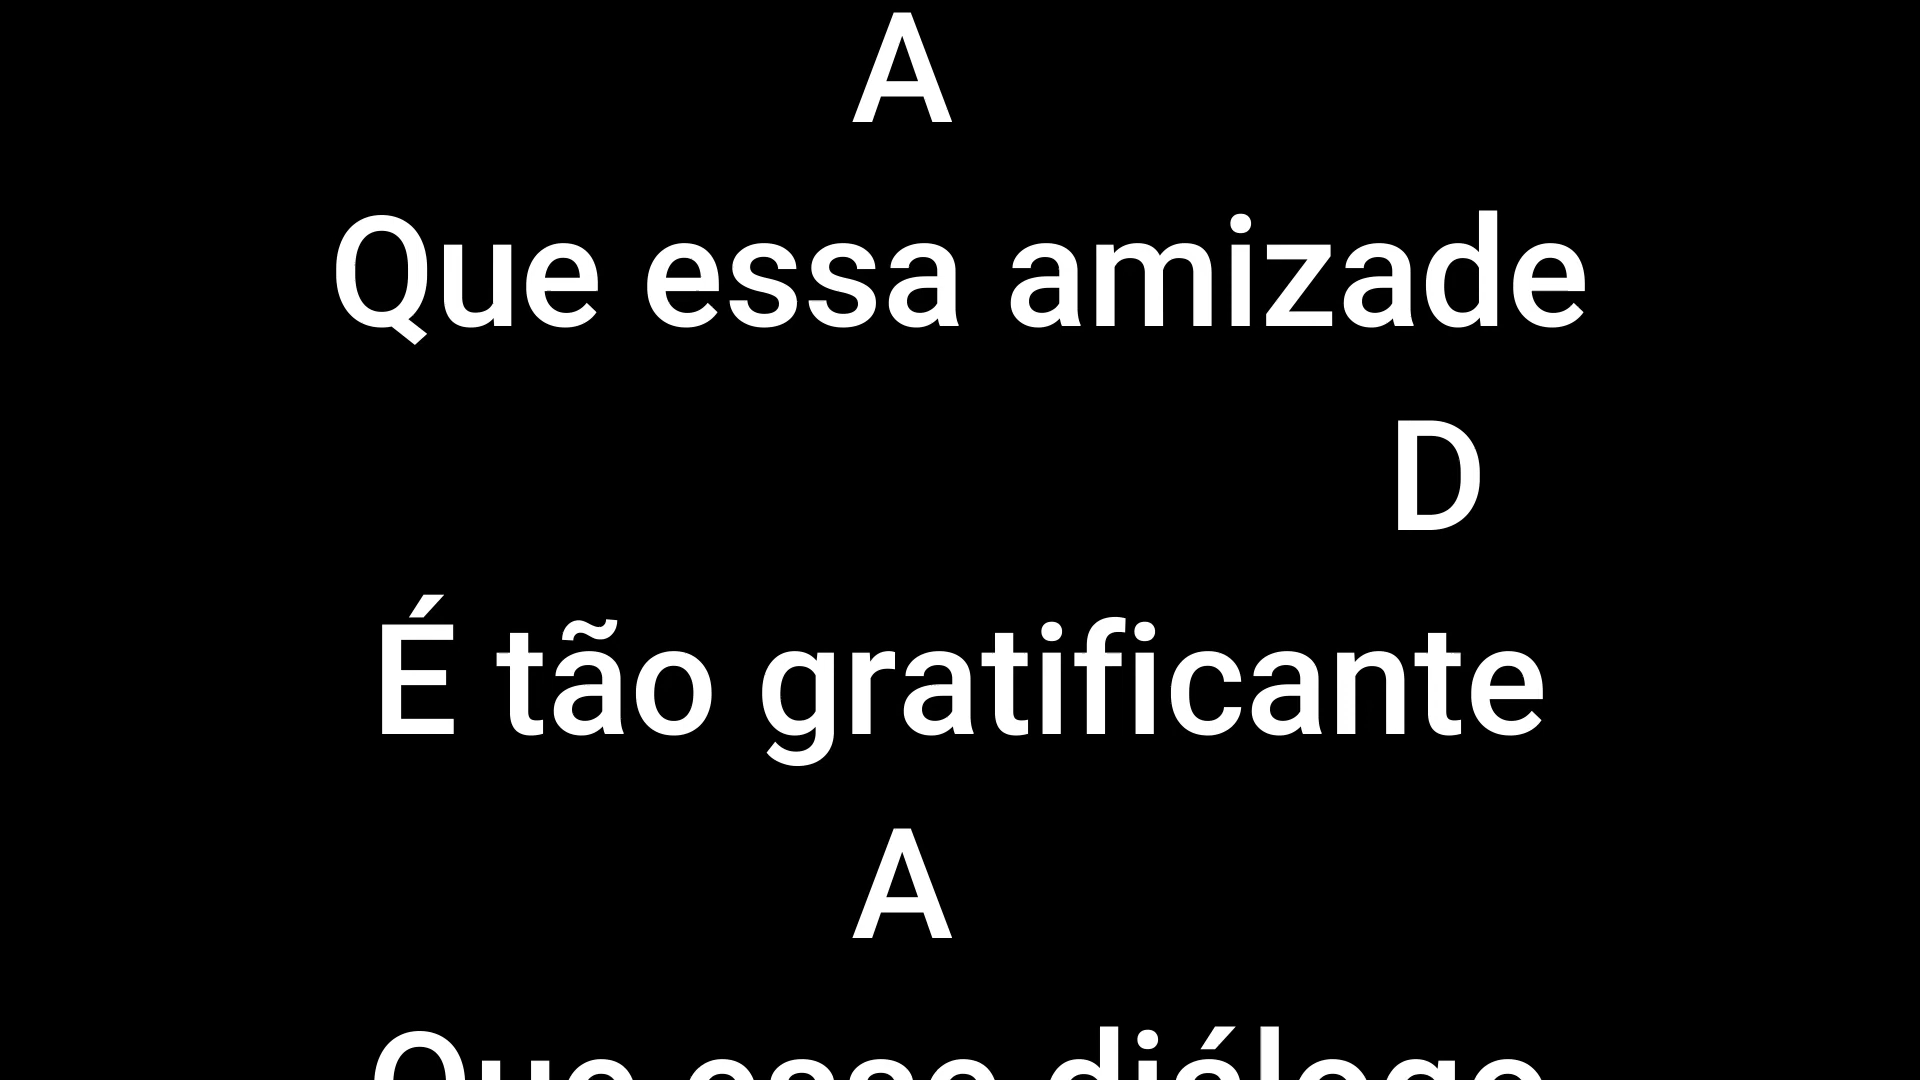 A
Que essa amizade
D
É tão gratificante
A
Que esse diálogo